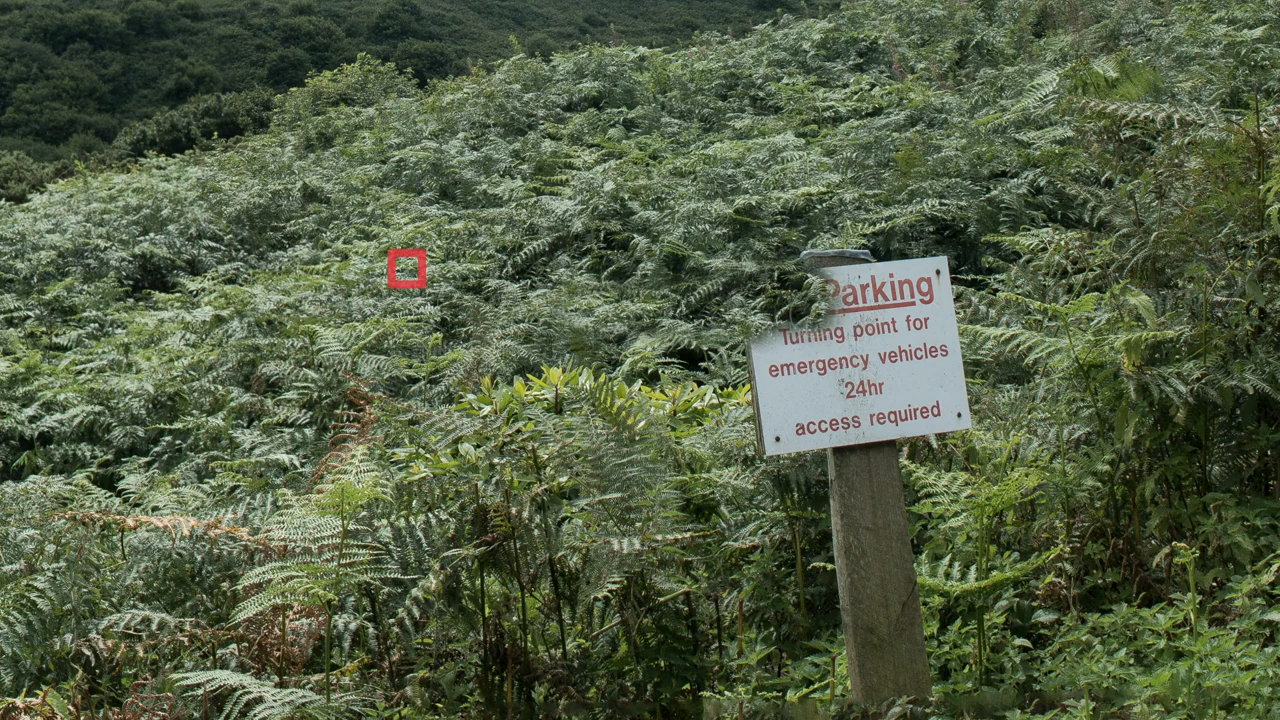 Parking
Turning point for
emergency vehicles
24hr
access required